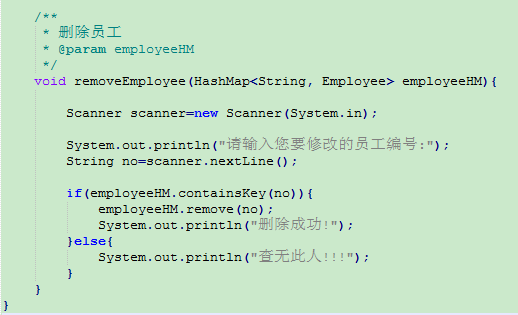 /**
 * 删除员工
 * @param employeeHM
 */
void removeEmployee(HashMap<String, Employee> employeeHM){
Scanner scanner=new Scanner(System.in);
System.out.println("请输入您要修改的员工编号:");
String no=scanner.nextLine();
if(employeeHM.containsKey(no)){
employeeHM.remove(no);
System.out.println("删除成功!");
}else{
System.out.println("查无此人!!!");
}
}
}